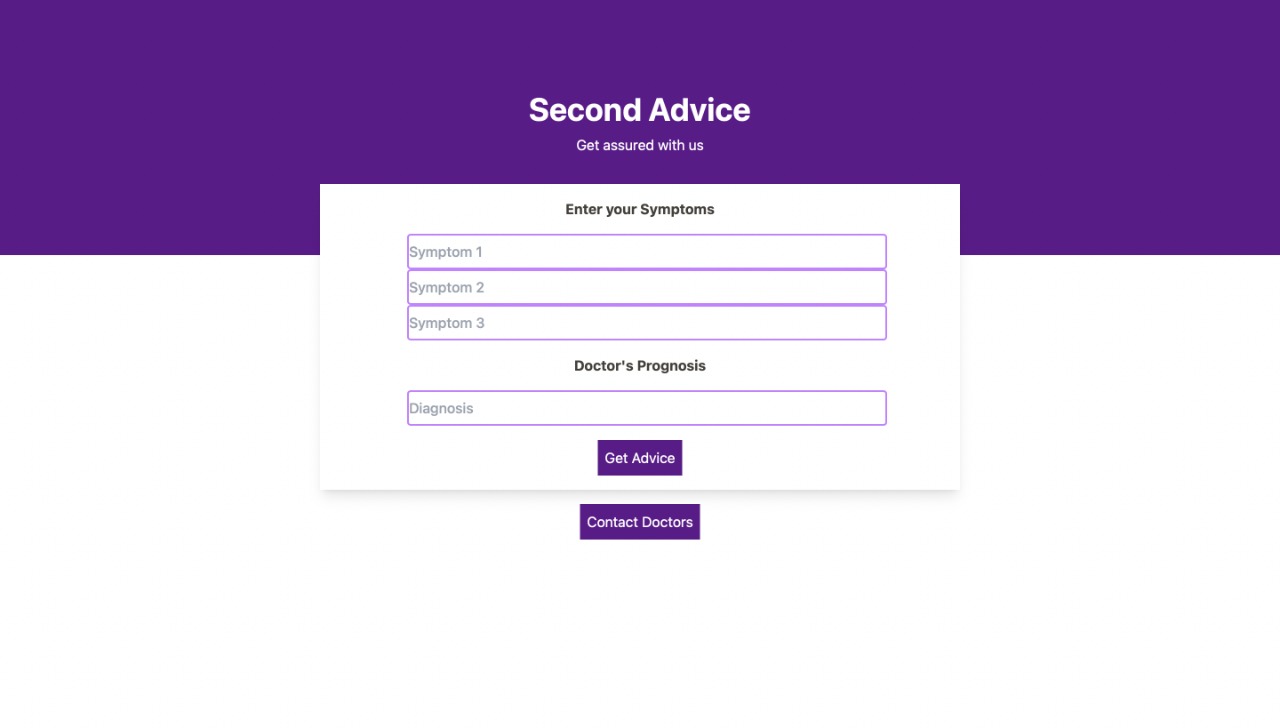 Second Advice
Get assured with us
Enter your Symptoms
Symptom 1
Symptom 2
Symptom 3
Doctor's Prognosis
Diagnosis
Get Advice
Contact Doctors